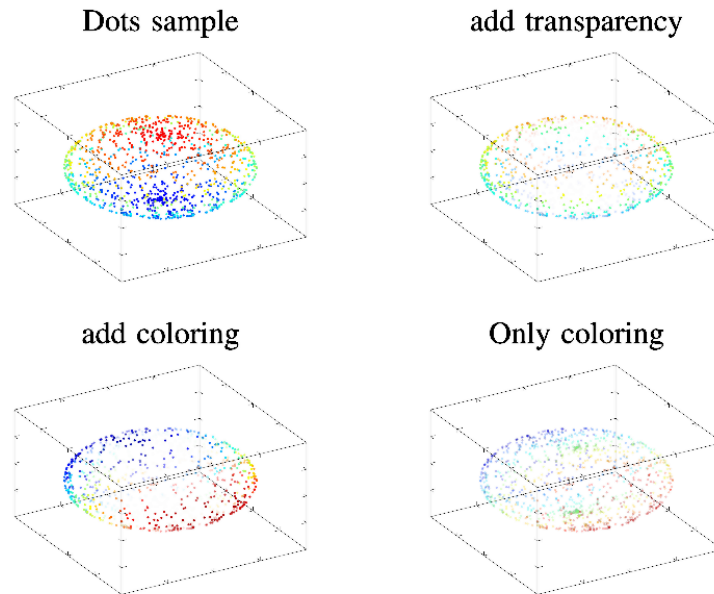 Dots sample
add transparency
add coloring
Only coloring